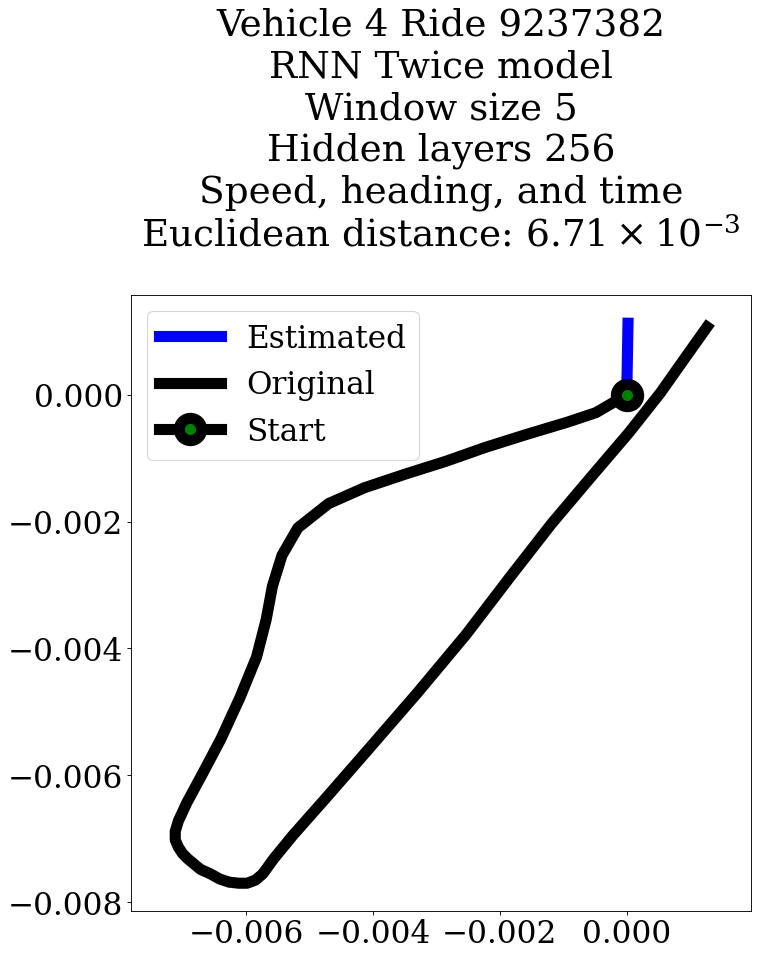 Vehicle 4 Ride 9237382
RNN Twice model
Window size 5
Hidden layers 256
Speed, heading, and time
Euclidean distance: 6.71 × 10⁻³
Estimated
Original
Start
0.000
−0.002
−0.004
−0.006
−0.008
−0.006 −0.004 −0.002 0.000